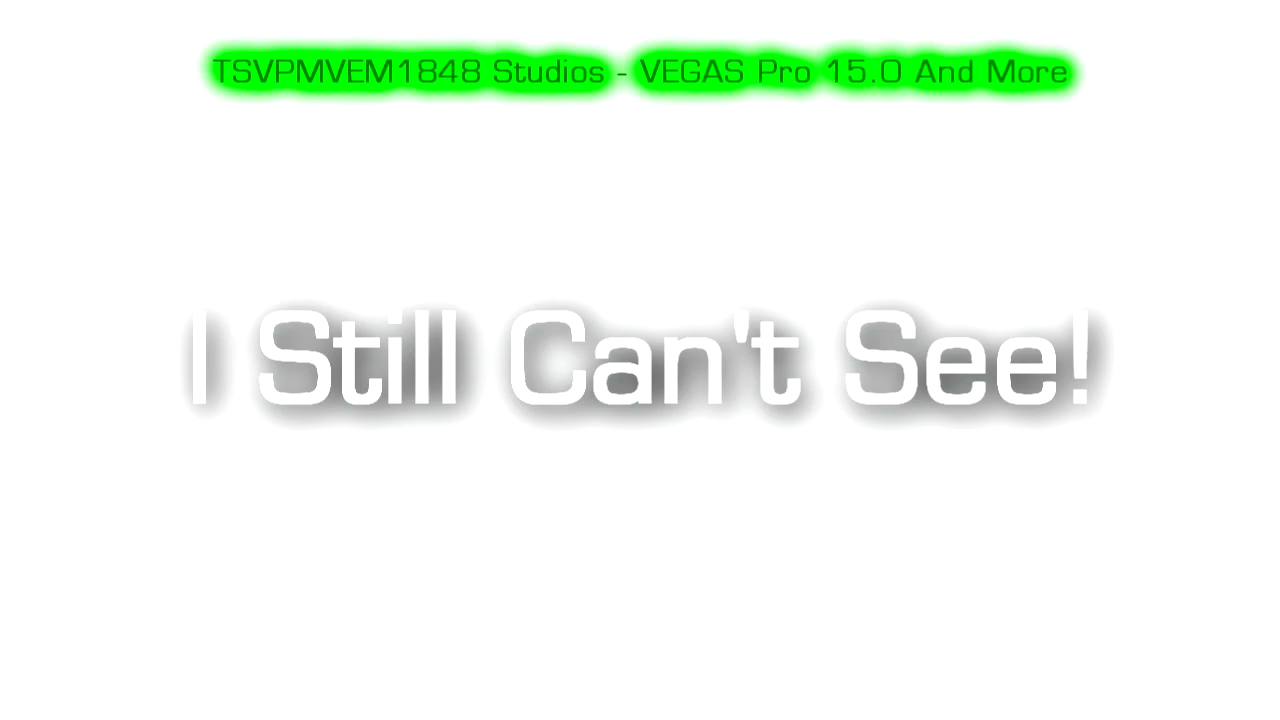 TSVPMVEM1848 Studios - VEGAS Pro 15.0 And More
I Still Can't See!